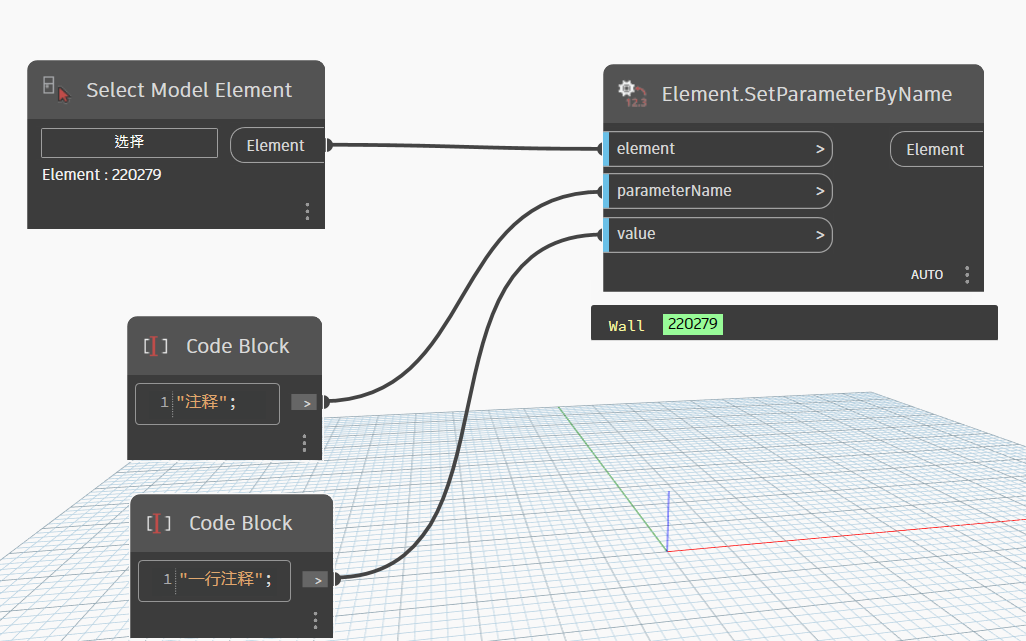 Select Model Element
选择
Element
Element : 220279
Element.SetParameterByName
12.3
element >
Element
parameterName >
value >
AUTO
Wall 220279
Code Block
1 "注释"; >
Code Block
1 "一行注释"; >